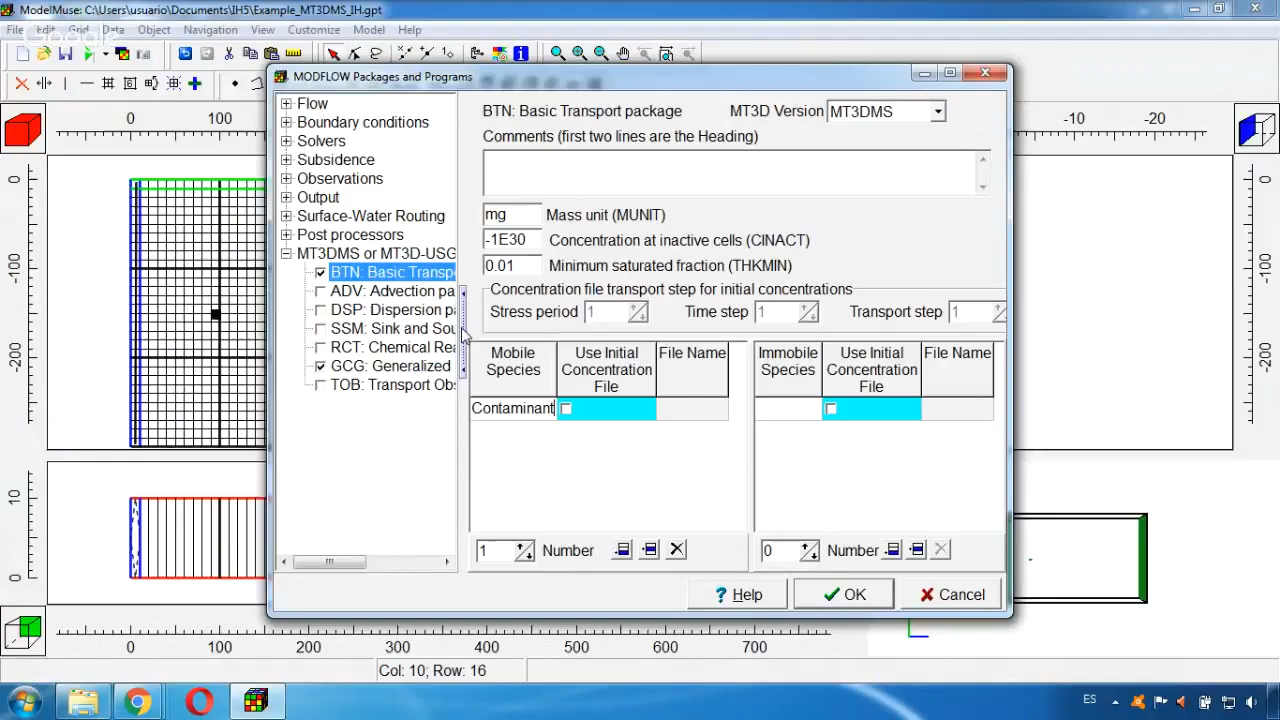 ModelMuse: C:\Users\usuario\Documents\IH5\Example_MT3DMS_IH.gpt
File Edit Grid Data Object Navigation View Customize Model Help
Google
MODFLOW Packages and Programs
Flow
Boundary conditions
Solvers
Subsidence
Observations
Output
Surface-Water Routing
Post processors
MT3DMS or MT3D-USG
BTN: Basic Transp
ADV: Advection pa
DSP: Dispersion p
SSM: Sink and Sou
RCT: Chemical Rea
GCG: Generalized
TOB: Transport Obs
BTN: Basic Transport package MT3D Version MT3DMS
Comments (first two lines are the Heading)
mg Mass unit (MUNIT)
-1E30 Concentration at inactive cells (CINACT)
0.01 Minimum saturated fraction (THKMIN)
Concentration file transport step for initial concentrations
Stress period 1 Time step 1 Transport step 1
Mobile Species Use Initial Concentration File File Name
Contaminant
1 Number
Immobile Species Use Initial Concentration File File Name
0 Number
? Help OK Cancel
0 100
-10 -20
0
-100
-200
0
-100
-200
10
0
0 100 200 300 400 500 600 700
Col: 10; Row: 16
ES